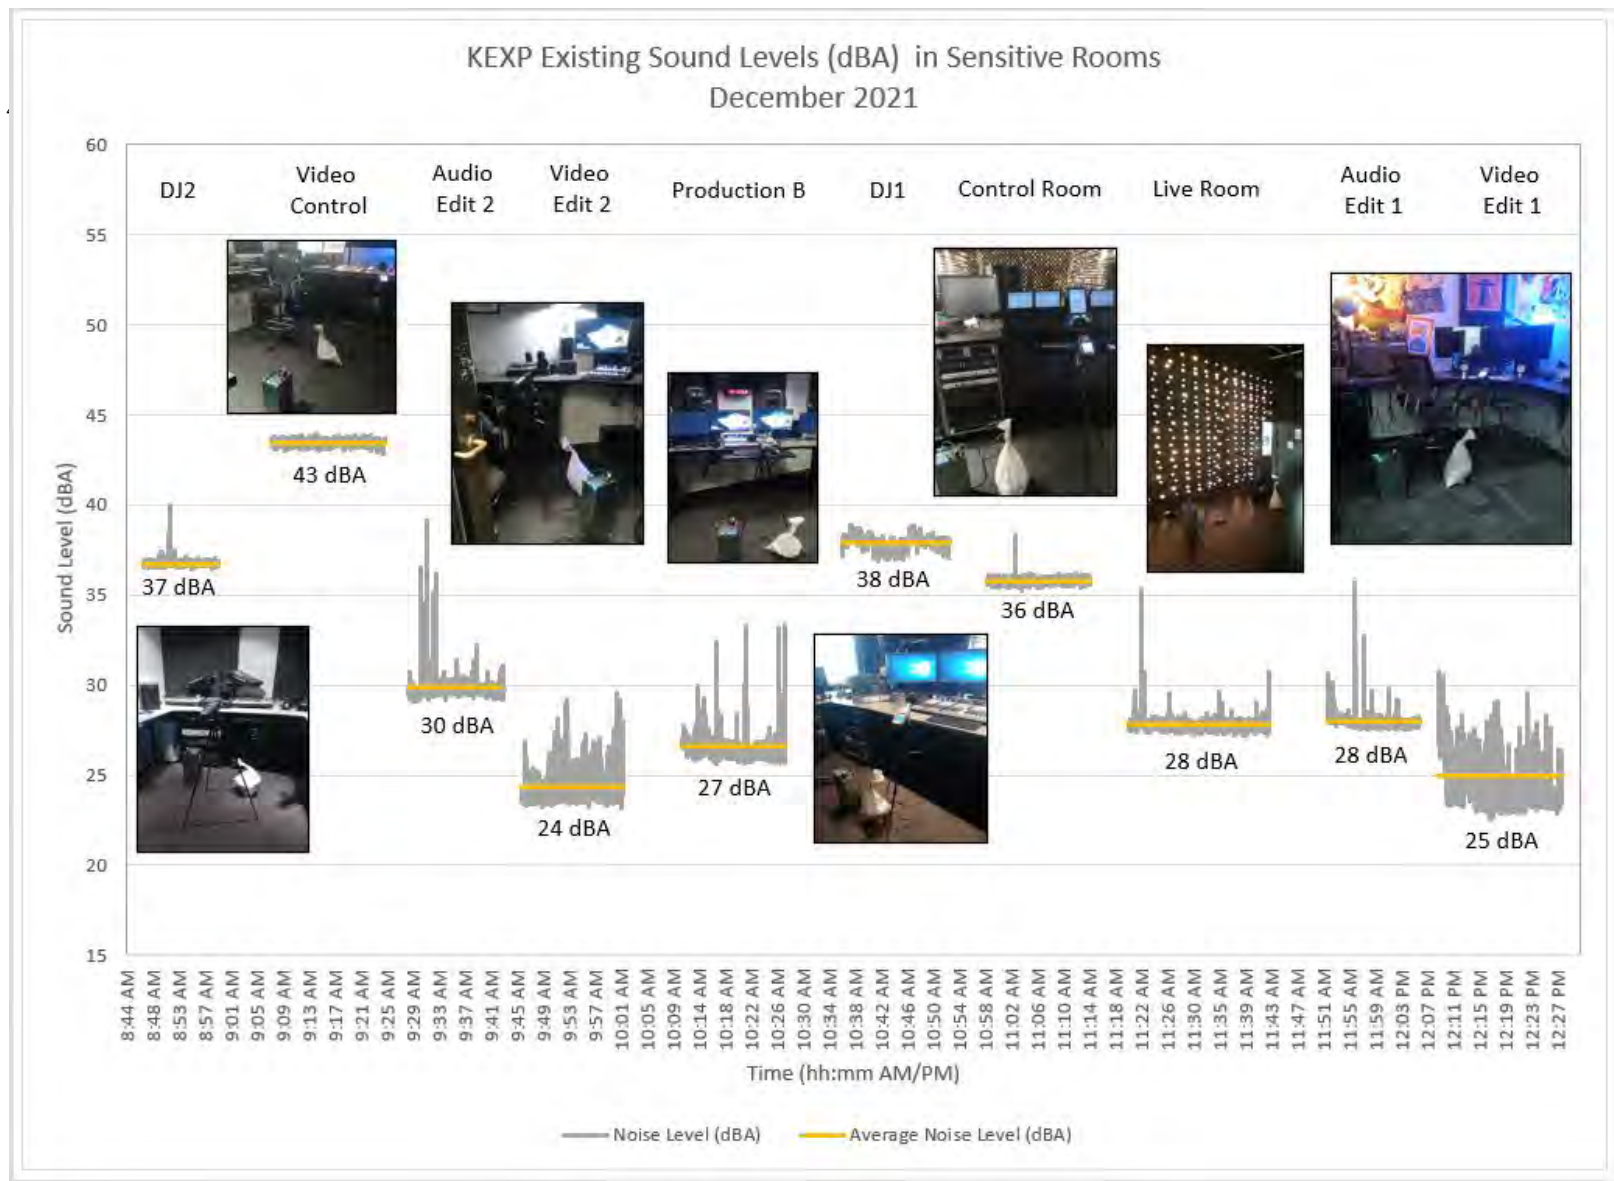 KEXP Existing Sound Levels (dBA) in Sensitive Rooms
December 2021
60
55
50
45
40
35
30
25
20
15
Sound Level (dBA)
DJ2
Video
Control
Audio
Edit 2
Video
Edit 2
Production B
DJ1
Control Room
Live Room
Audio
Edit 1
Video
Edit 1
37 dBA
43 dBA
30 dBA
24 dBA
27 dBA
38 dBA
36 dBA
28 dBA
28 dBA
25 dBA
8:44 AM
8:48 AM
8:53 AM
8:57 AM
9:01 AM
9:05 AM
9:09 AM
9:13 AM
9:17 AM
9:21 AM
9:25 AM
9:29 AM
9:33 AM
9:37 AM
9:41 AM
9:45 AM
9:49 AM
9:53 AM
9:57 AM
10:01 AM
10:05 AM
10:09 AM
10:14 AM
10:18 AM
10:22 AM
10:26 AM
10:30 AM
10:34 AM
10:38 AM
10:42 AM
10:46 AM
10:50 AM
10:54 AM
10:58 AM
11:02 AM
11:06 AM
11:10 AM
11:14 AM
11:18 AM
11:22 AM
11:26 AM
11:30 AM
11:35 AM
11:39 AM
11:43 AM
11:47 AM
11:51 AM
11:55 AM
11:59 AM
12:03 PM
12:07 PM
12:11 PM
12:15 PM
12:19 PM
12:23 PM
12:27 PM
Time (hh:mm AM/PM)
Noise Level (dBA)
Average Noise Level (dBA)